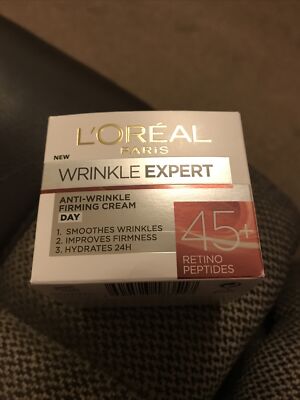 L'ORÉAL
PARIS
NEW
WRINKLE EXPERT
ANTI-WRINKLE
FIRMING CREAM
DAY
1. SMOOTHES WRINKLES
2. IMPROVES FIRMNESS
3. HYDRATES 24H
45+
RETINO
PEPTIDES